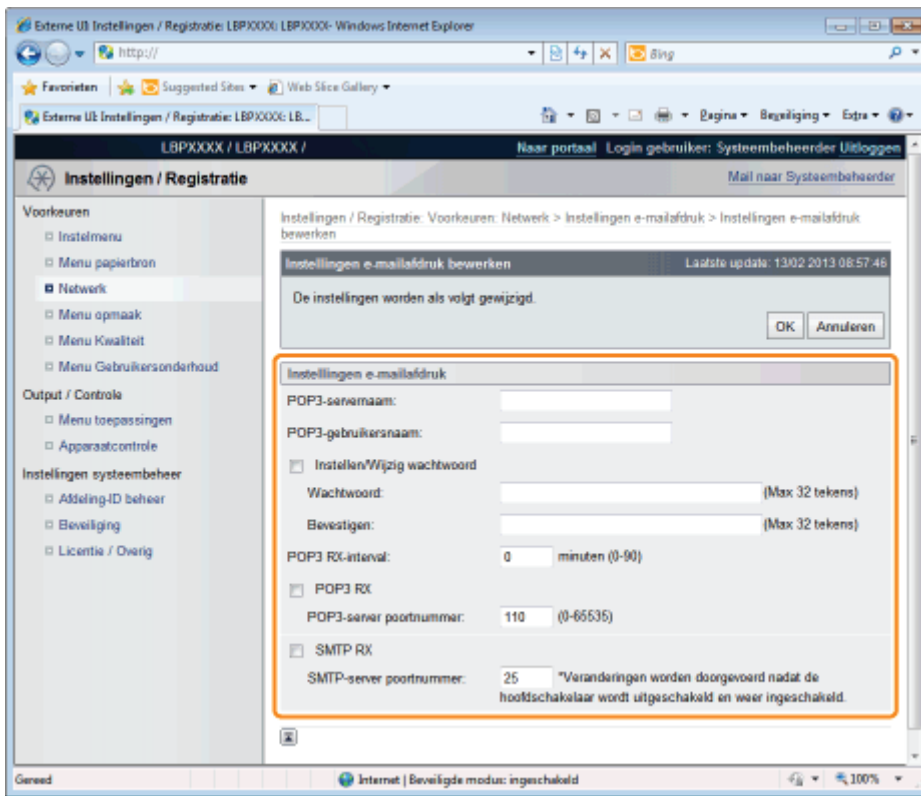 Externe UI: Instellingen / Registratie: LBPXXXX: LBPXXXX- Windows Internet Explorer
http://
Bing
Favorieten
Suggested Sites
Web Slice Gallery
Externe UI: Instellingen / Registratie: LBPXXXX: LB...
Pagina
Beveiliging
Extra
LBPXXXX / LBPXXXX /
Naar portaal Login gebruiker: Systeembeheerder Uitloggen
Instellingen / Registratie
Mail naar Systeembeheerder
Voorkeuren
Instelmenu
Menu papierbron
Netwerk
Menu opmaak
Menu Kwaliteit
Menu Gebruikersonderhoud
Output / Controle
Menu toepassingen
Apparaatcontrole
Instellingen systeembeheer
Afdeling-ID beheer
Beveiliging
Licentie / Overig
Instellingen / Registratie: Voorkeuren: Netwerk > Instellingen e-mailafdruk > Instellingen e-mailafdruk
bewerken
Instelllingen e-mailafdruk bewerken
Laatste update: 13/02 2013 08:57:46
De instellingen worden als volgt gewijzigd.
OK
Annuleren
Instelllingen e-mailafdruk
POP3-servernaam:
POP3-gebruikersnaam:
Instellen/Wijzig wachtwoord
Wachtwoord: (Max 32 tekens)
Bevestigen: (Max 32 tekens)
POP3 RX-interval: 0 minuten (0-90)
POP3 RX
POP3-server poortnummer: 110 (0-65535)
SMTP RX
SMTP-server poortnummer: 25 *Veranderingen worden doorgevoerd nadat de
hoofdschakelaar wordt uitgeschakeld en weer ingeschakeld.
Gereed
Internet | Beveiligde modus: ingeschakeld
100%